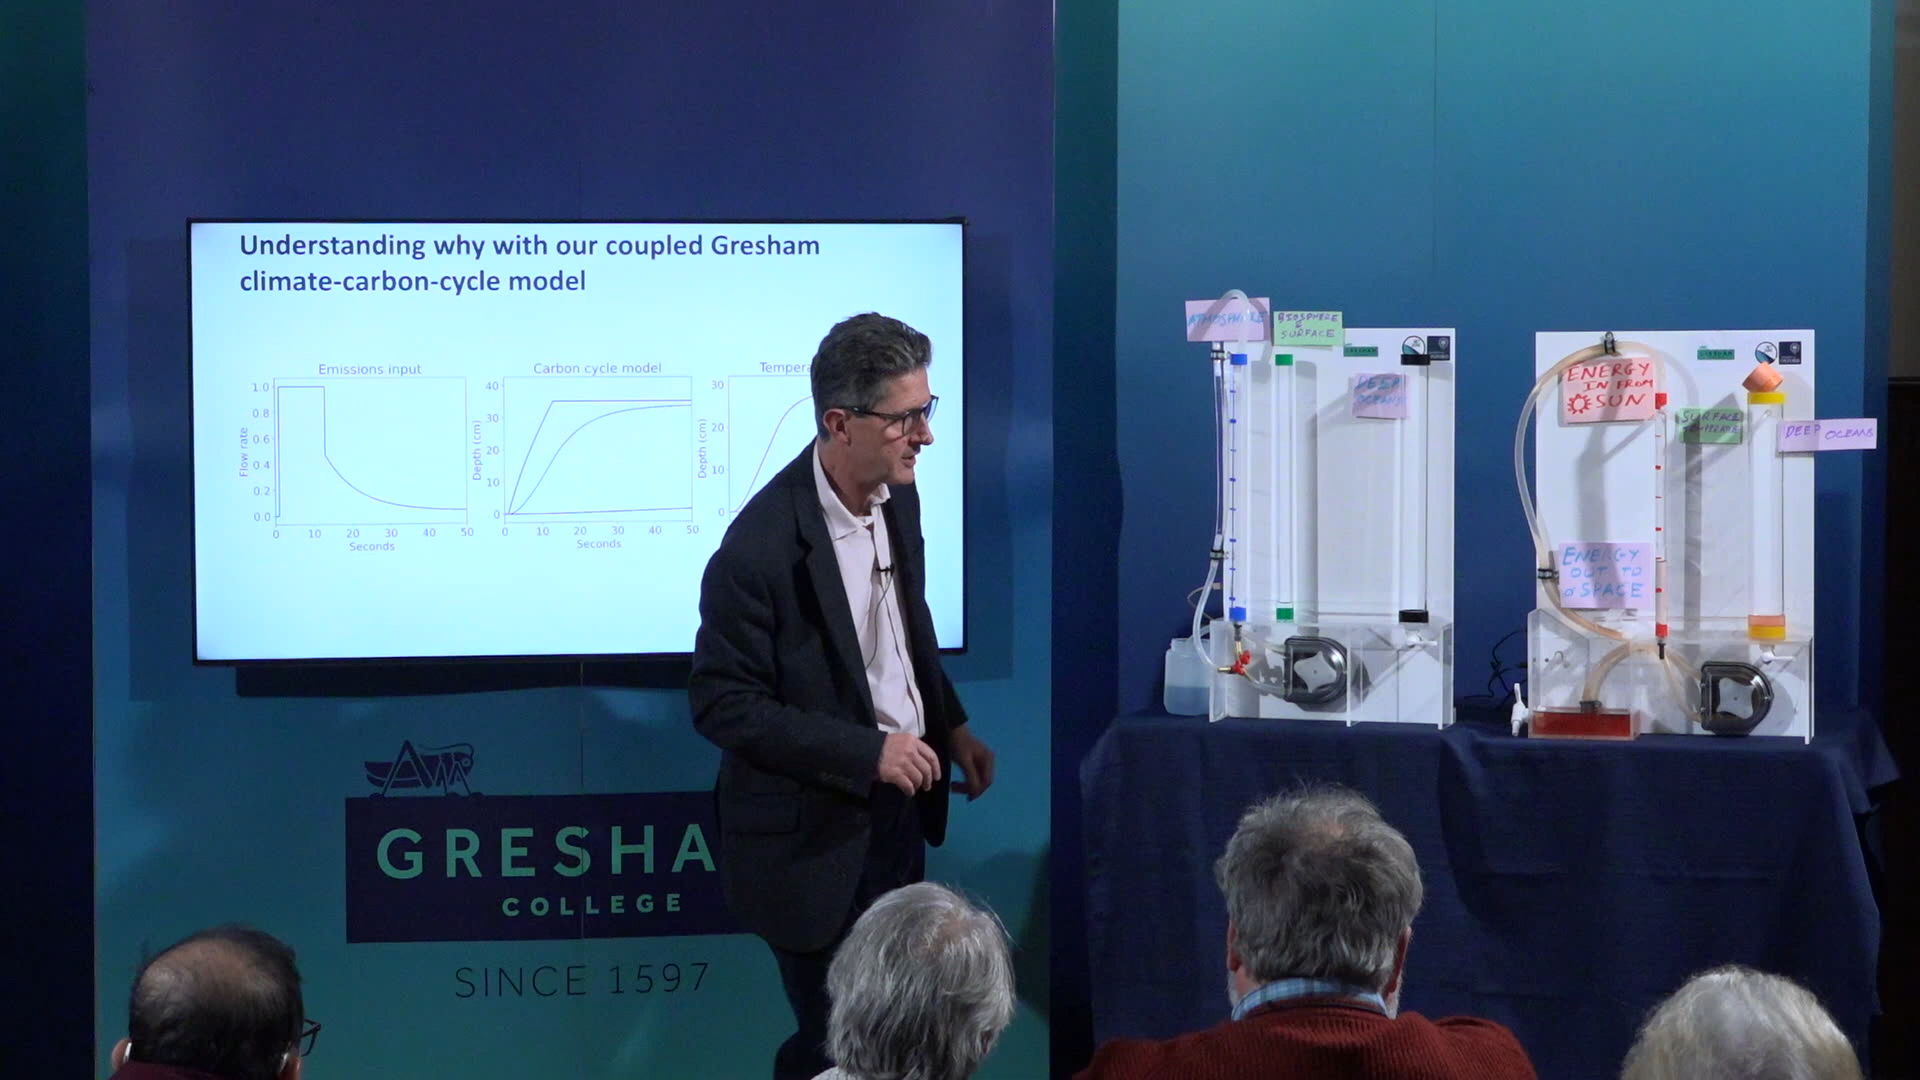 Understanding why with our coupled Gresham
climate-carbon-cycle model
Emissions input
Flow rate
1.0
0.8
0.6
0.4
0.2
0.0
0
10
20
30
40
50
Seconds
Carbon cycle model
Depth (cm)
40
30
20
10
0
10
20
30
40
50
Seconds
Depth (cm)
30
20
10
0
ATMOSPHERE
BIOSPHERE
&
SURFACE
DEEP
OCEANS
ENERGY
IN FROM
SUN
SURFACE
DEEP OCEANS
ENERGY
OUT TO
SPACE
GRESHA
COLLEGE
SINCE 1597